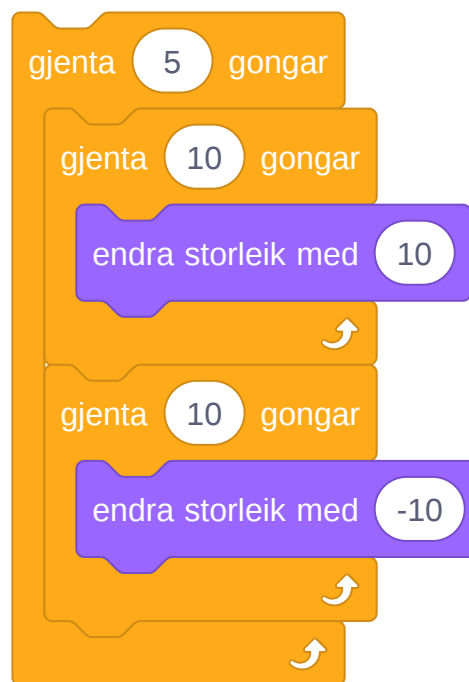 gjenta 5 gongar
gjenta 10 gongar
endra storleik med 10
gjenta 10 gongar
endra storleik med -10